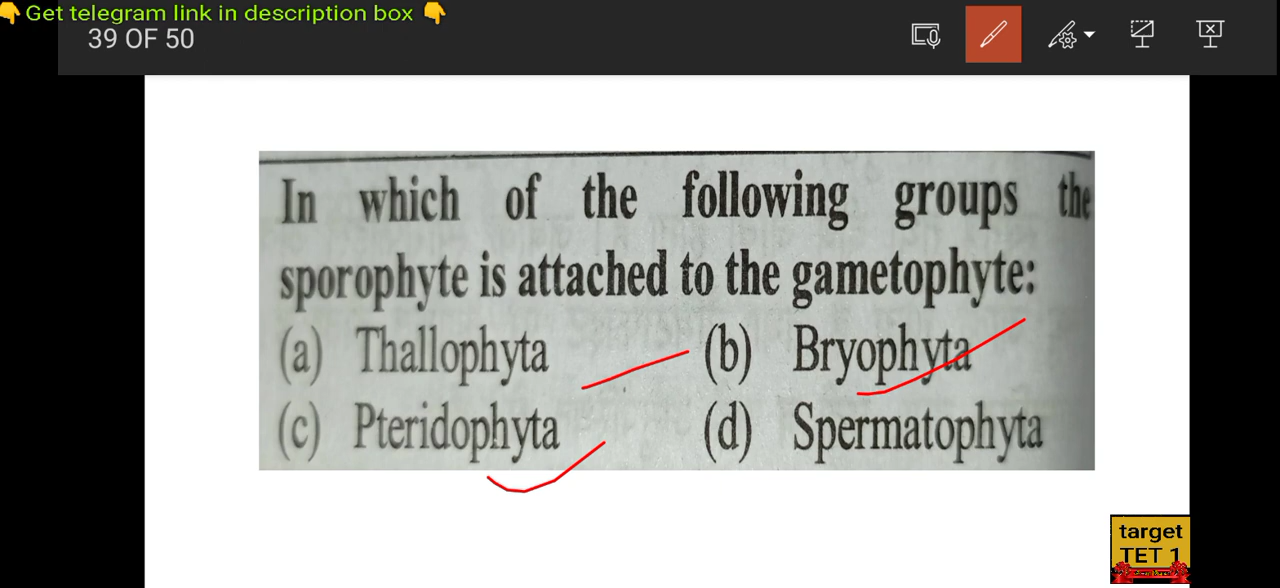 👇 Get telegram link in description box 👇
39 OF 50
In which of the following groups the
sporophyte is attached to the gametophyte:
(a) Thallophyta (b) Bryophyta
(c) Pteridophyta (d) Spermatophyta
target
TET 1